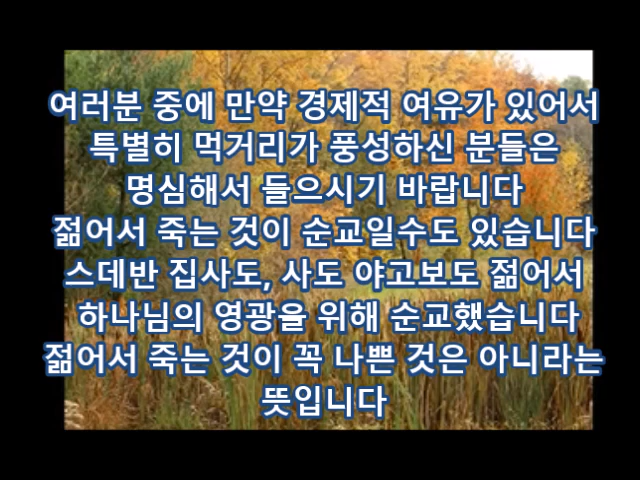 여러분 중에 만약 경제적 여유가 있어서
특별히 먹거리가 풍성하신 분들은
명심해서 들으시기 바랍니다
젊어서 죽는 것이 순교일수도 있습니다
스데반 집사도, 사도 야고보도 젊어서
하나님의 영광을 위해 순교했습니다
젊어서 죽는 것이 꼭 나쁜 것은 아니라는
뜻입니다